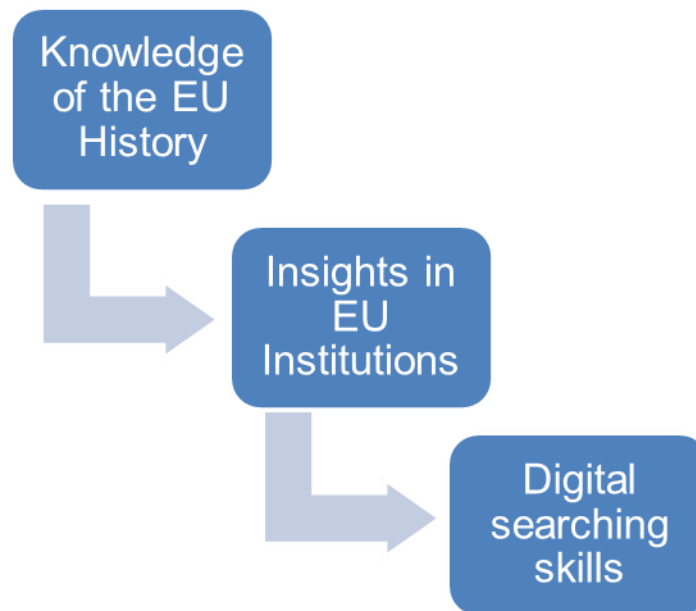 Knowledge
of the EU
History
Insights in
EU
Institutions
Digital
searching
skills